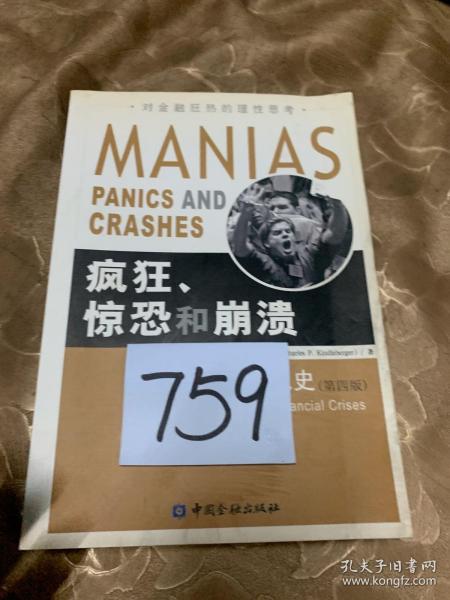 ·对金融狂热的理性思考·
MANIAS
PANICS AND
CRASHES
疯狂、
惊恐和崩溃
Charles P. Kindleberger) / 著
史(第四版)
Financial Crises
759
中国金融出版社
孔夫子旧书网
www.kongfz.com